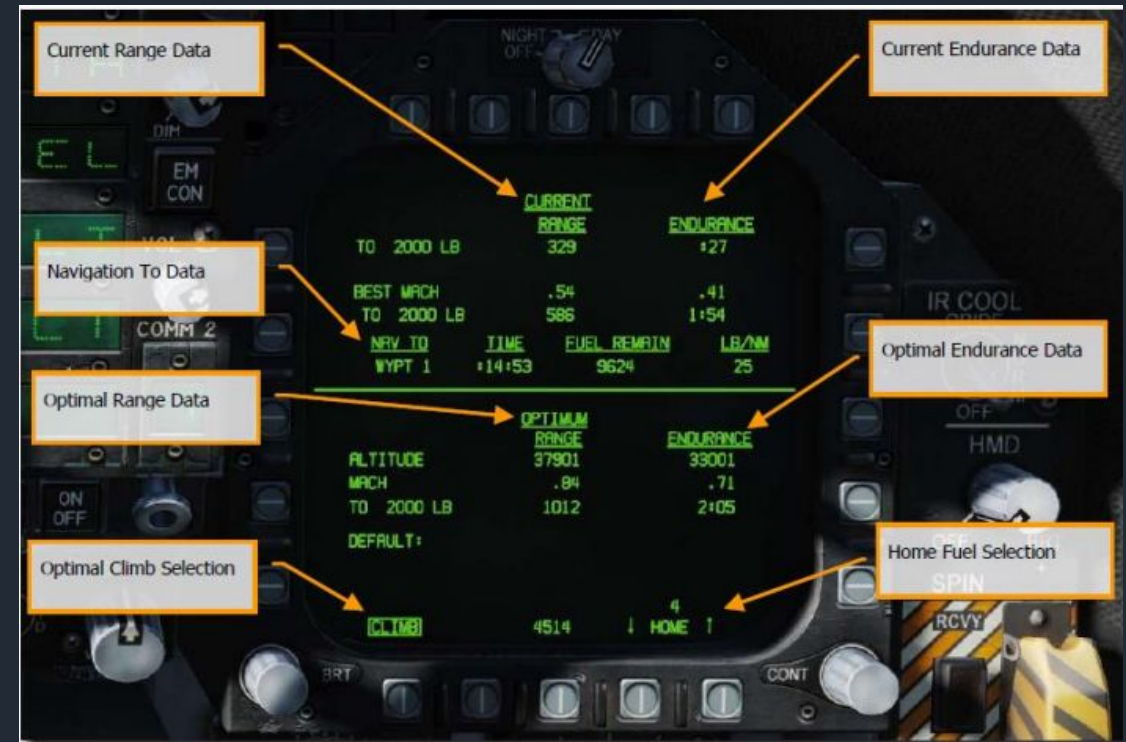 Current Range Data
Current Endurance Data
NIGHT DAY
OFF
DIM
EM
CON
CURRENT
RANGE ENDURANCE
TO 2000 LB 329 :27
BEST MACH .54 .41
TO 2000 LB 586 1:54
Navigation To Data
COMM 2
IR COOL
NAV TO TIME FUEL REMAIN LB/NM
WYPT 1 :14:53 9624 25
Optimal Endurance Data
Optimal Range Data
OFF
HMD
OPTIMUM
RANGE ENDURANCE
ALTITUDE 37901 33001
MACH .84 .71
TO 2000 LB 1012 2:05
DEFAULT:
ON
OFF
Optimal Climb Selection
Home Fuel Selection
SPIN
RCVY
4
CLIMB 4514 ↓ HOME ↑
BRT
CONT